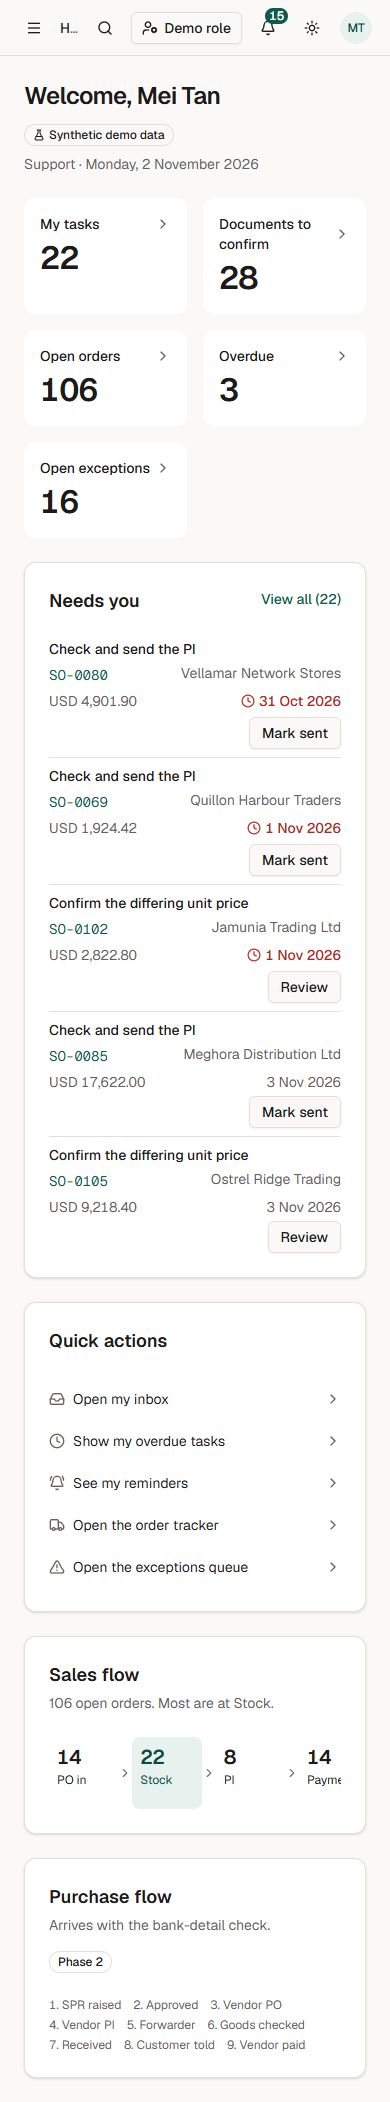 H...
Demo role
15
MT
Welcome, Mei Tan
Synthetic demo data
Support · Monday, 2 November 2026
My tasks
22
Documents to
confirm
28
Open orders
106
Overdue
3
Open exceptions
16
Needs you
View all (22)
Check and send the PI
SO-0080
Vellamar Network Stores
USD 4,901.90
31 Oct 2026
Mark sent
Check and send the PI
SO-0069
Quillon Harbour Traders
USD 1,924.42
1 Nov 2026
Mark sent
Confirm the differing unit price
SO-0102
Jamunia Trading Ltd
USD 2,822.80
1 Nov 2026
Review
Check and send the PI
SO-0085
Meghora Distribution Ltd
USD 17,622.00
3 Nov 2026
Mark sent
Confirm the differing unit price
SO-0105
Ostrel Ridge Trading
USD 9,218.40
3 Nov 2026
Review
Quick actions
Open my inbox
Show my overdue tasks
See my reminders
Open the order tracker
Open the exceptions queue
Sales flow
106 open orders. Most are at Stock.
14
PO in
22
Stock
8
PI
14
Payme
Purchase flow
Arrives with the bank-detail check.
Phase 2
1. SPR raised 2. Approved 3. Vendor PO
4. Vendor PI 5. Forwarder 6. Goods checked
7. Received 8. Customer told 9. Vendor paid